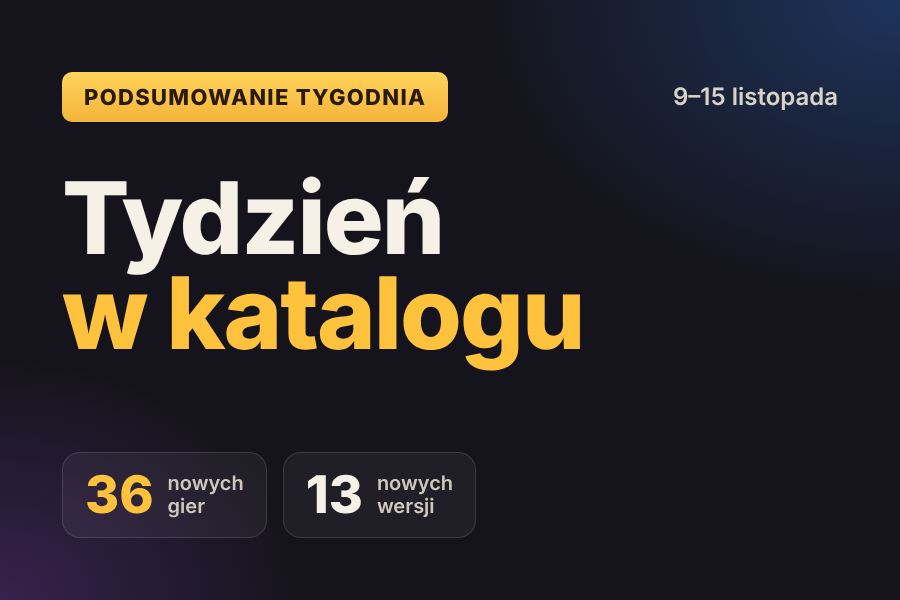 PODSUMOWANIE TYGODNIA
9–15 listopada
Tydzień
w katalogu
36 nowych gier
13 nowych wersji